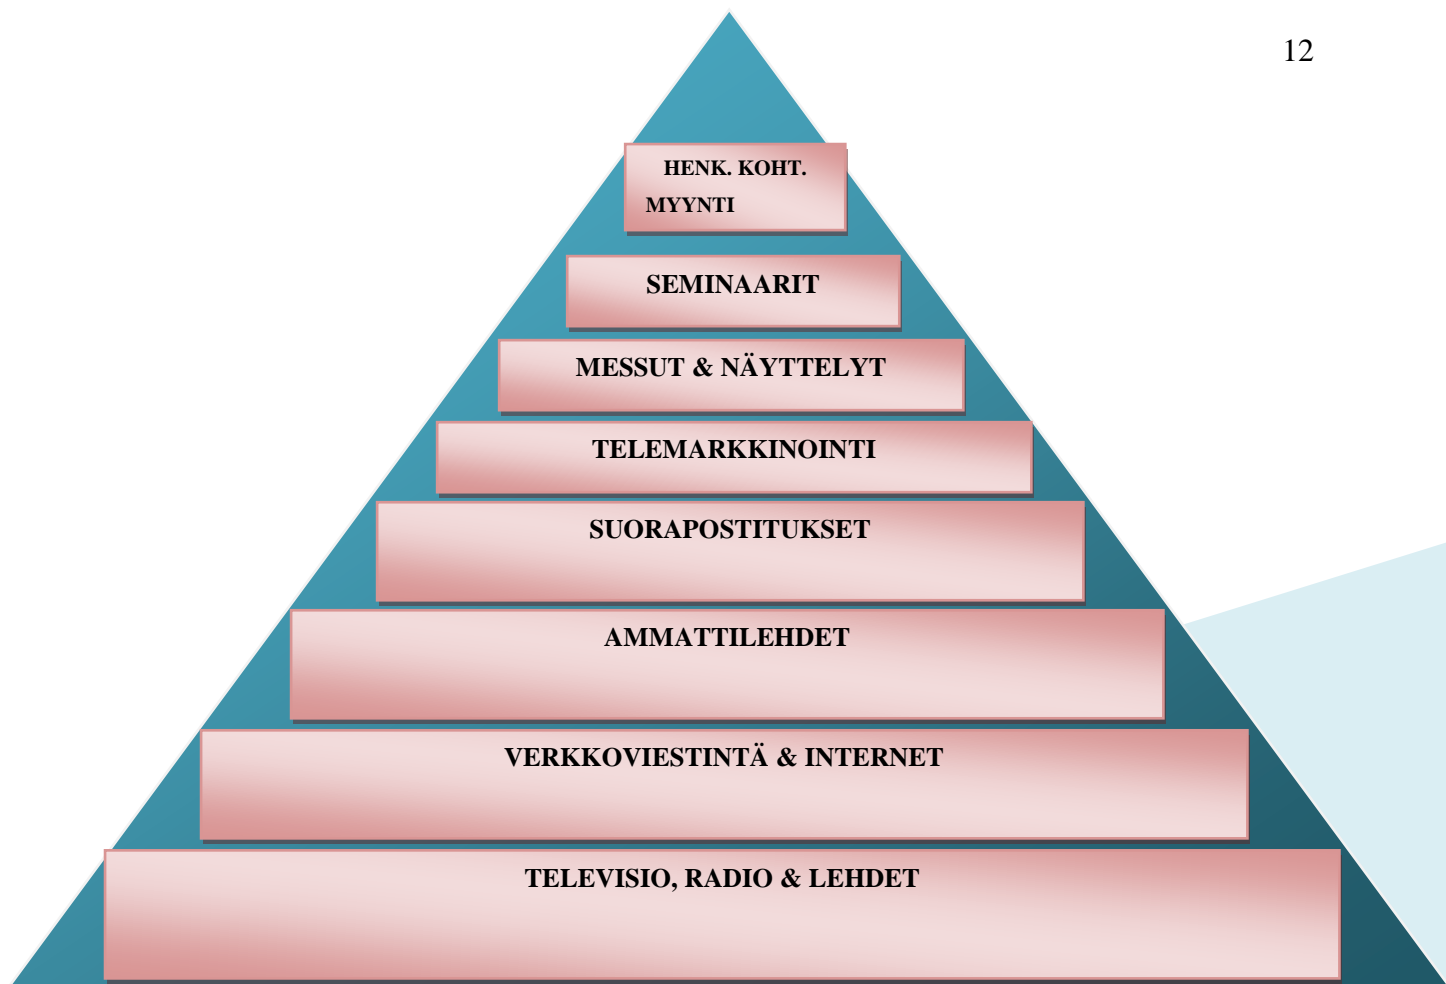 12
HENK. KOHT.
MYYNTI
SEMINAARIT
MESSUT & NÄYTTELYT
TELEMARKKINOINTI
SUORAPOSTITUKSET
AMMATTILEHDET
VERKKOVIESTINTÄ & INTERNET
TELEVISIO, RADIO & LEHDET